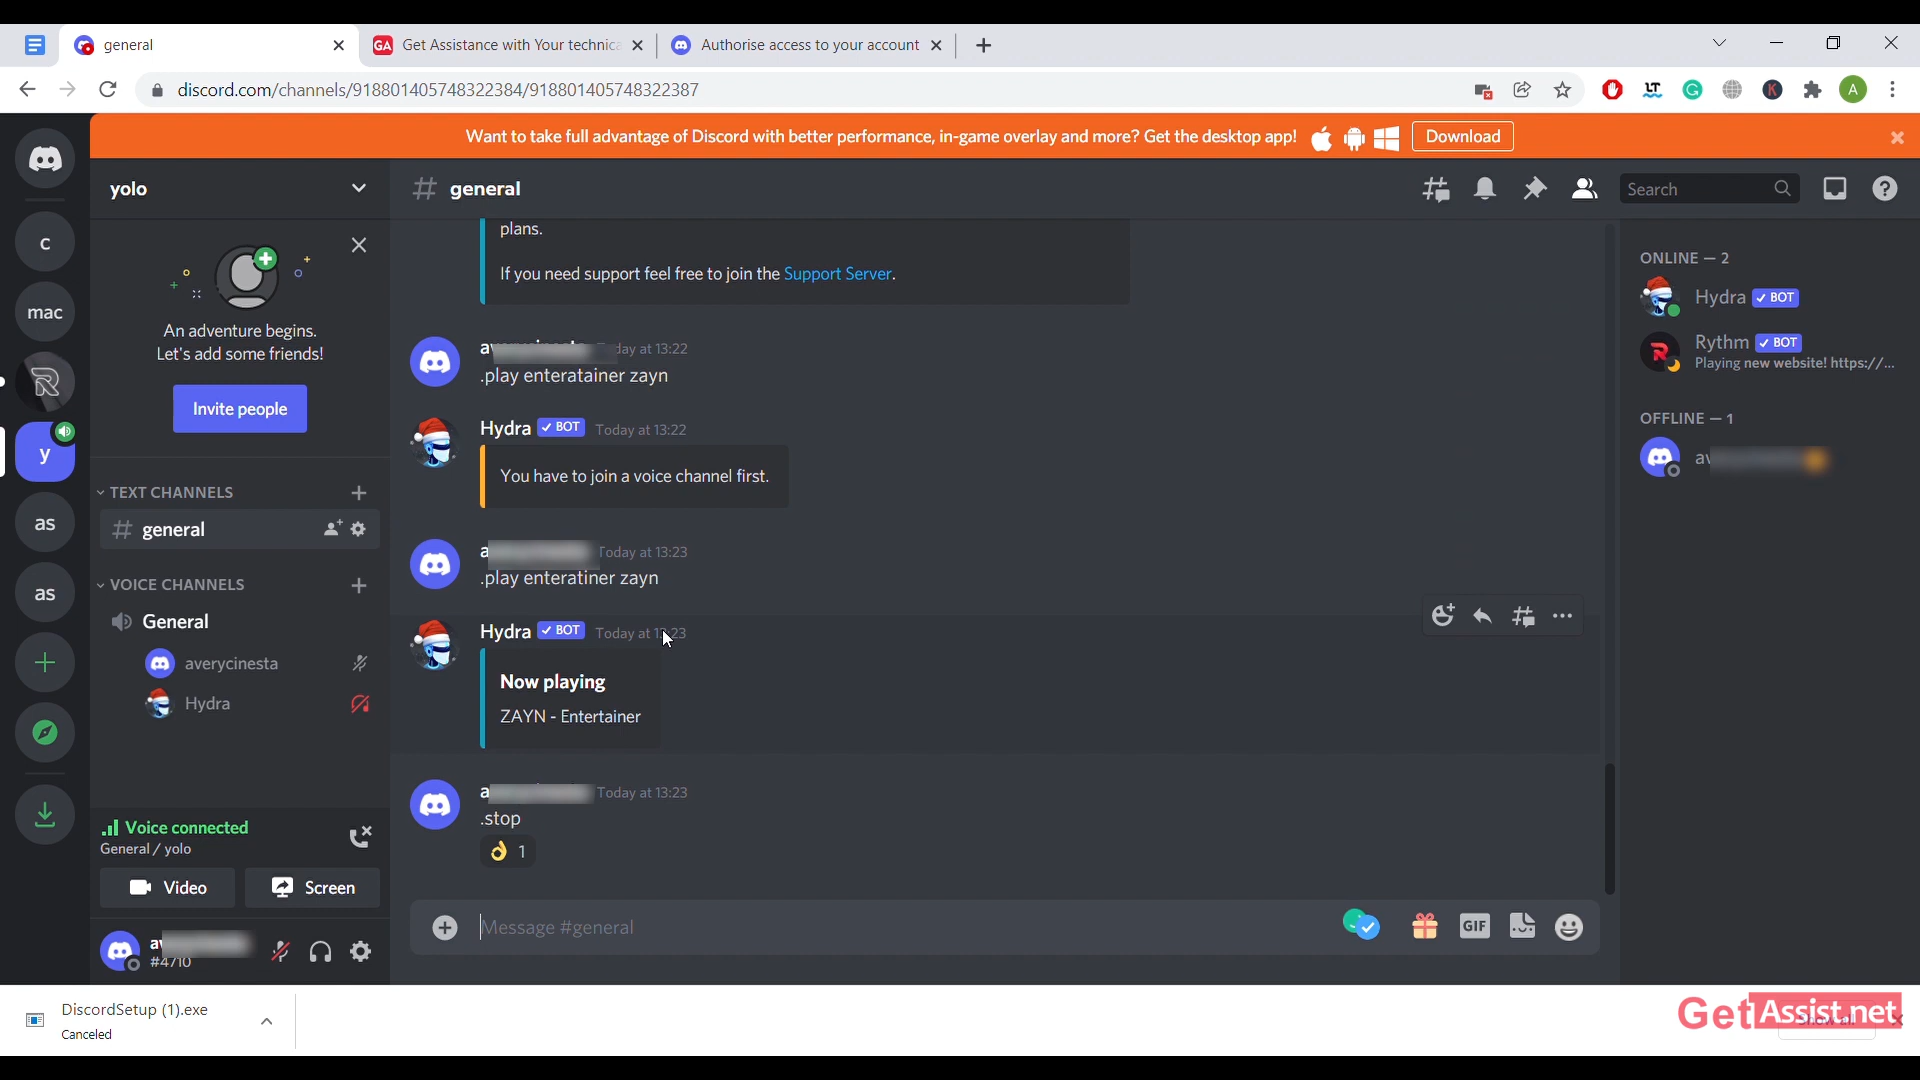 general
GA Get Assistance with Your technica
Authorise access to your account
discord.com/channels/918801405748322384/918801405748322387
LT
G
K
A
Want to take full advantage of Discord with better performance, in-game overlay and more? Get the desktop app!
Download
yolo
general
Search
c
mac
y
as
as
An adventure begins.
Let's add some friends!
Invite people
TEXT CHANNELS
general
VOICE CHANNELS
General
averycinesta
Hydra
Voice connected
General / yolo
Video
Screen
#4710
plans.
If you need support feel free to join the Support Server.
Today at 13:22
.play enteratainer zayn
Hydra BOT Today at 13:22
You have to join a voice channel first.
Today at 13:23
.play enteratiner zayn
Hydra BOT Today at 13:23
Now playing
ZAYN - Entertainer
Today at 13:23
.stop
1
Message #general
GIF
ONLINE — 2
Hydra BOT
Rythm BOT
Playing new website! https://...
OFFLINE — 1
DiscordSetup (1).exe
Canceled
GetAssist.net